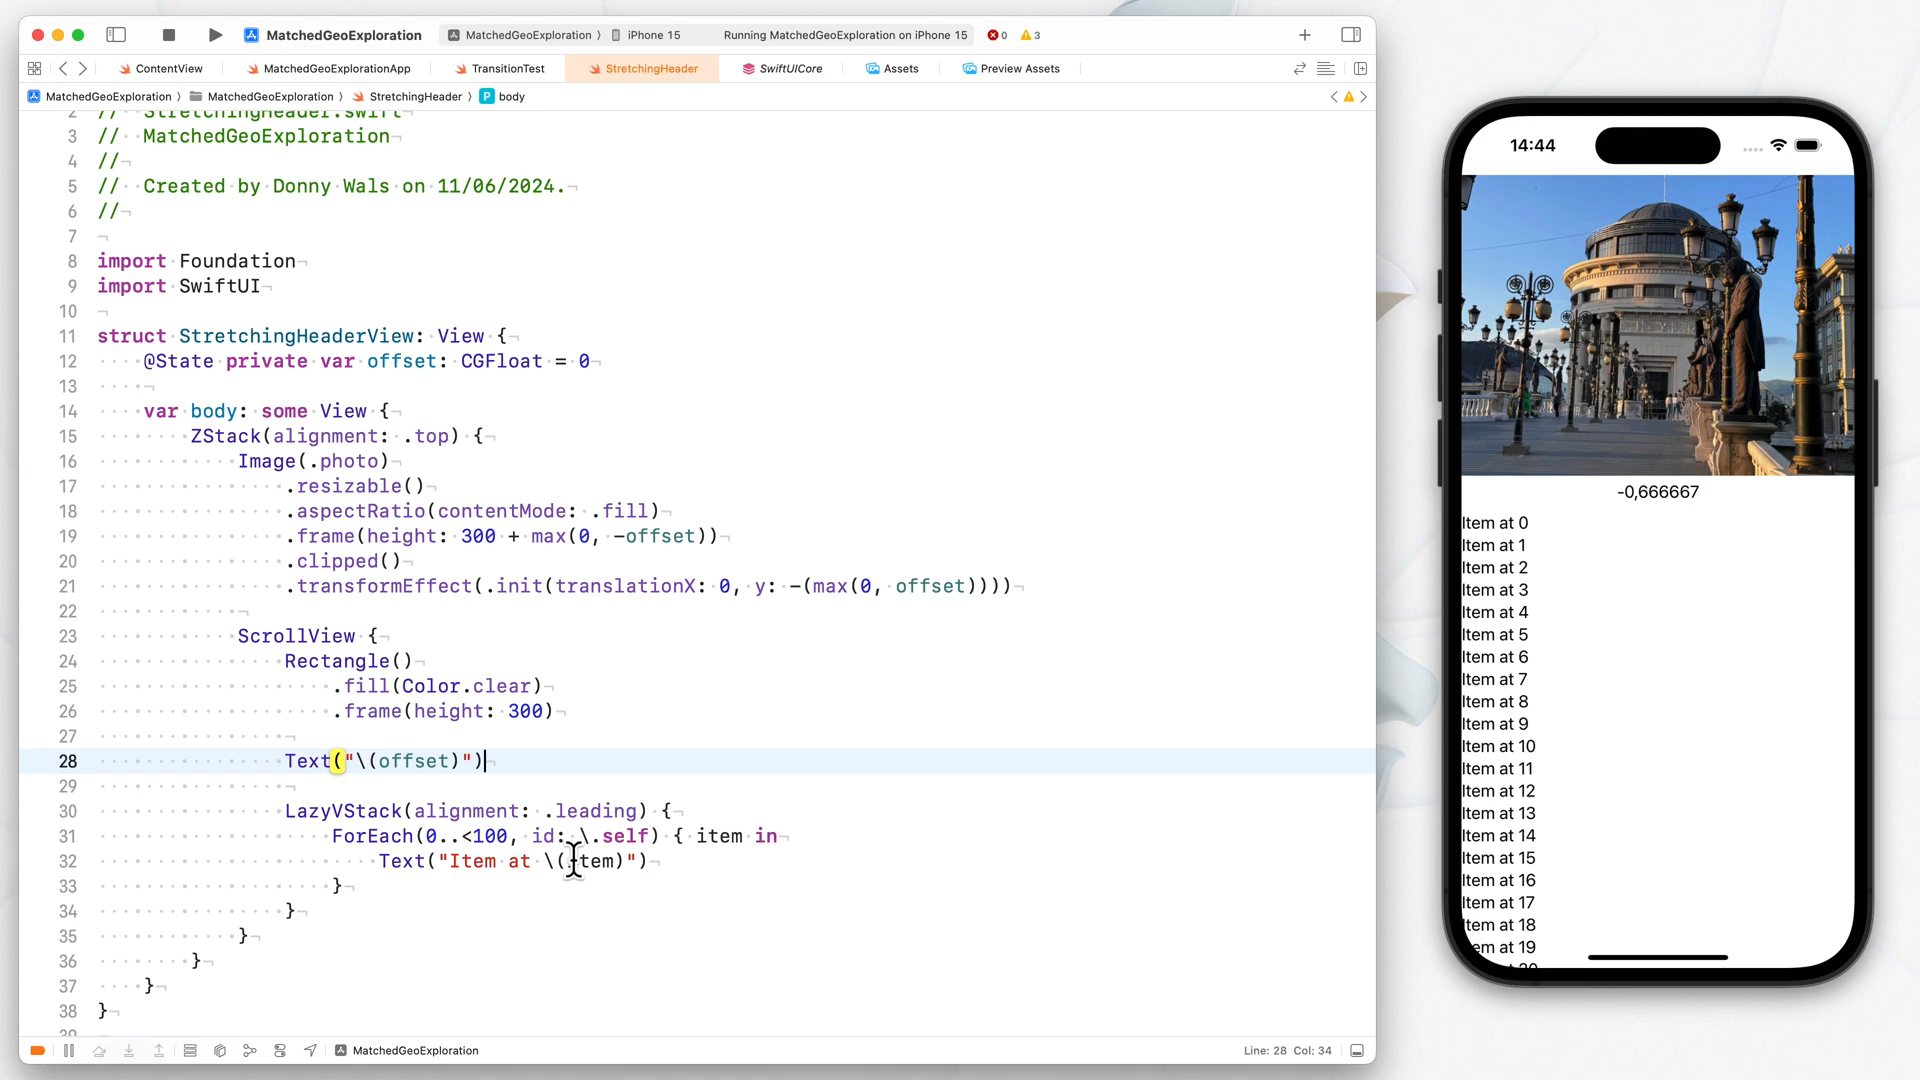 MatchedGeoExploration
MatchedGeoExploration ⟩ iPhone 15
Running MatchedGeoExploration on iPhone 15
0
3
ContentView
MatchedGeoExplorationApp
TransitionTest
StretchingHeader
SwiftUICore
Assets
Preview Assets
MatchedGeoExploration ⟩ MatchedGeoExploration ⟩ StretchingHeader ⟩ P body
2 // StretchingHeader.swift
3 // MatchedGeoExploration
4 //
5 // Created by Donny Wals on 11/06/2024.
6 //
7
8 import Foundation
9 import SwiftUI
10
11 struct StretchingHeaderView: View {
12 @State private var offset: CGFloat = 0
13
14 var body: some View {
15 ZStack(alignment: .top) {
16 Image(.photo)
17 .resizable()
18 .aspectRatio(contentMode: .fill)
19 .frame(height: 300 + max(0, -offset))
20 .clipped()
21 .transformEffect(.init(translationX: 0, y: -(max(0, offset))))
22
23 ScrollView {
24 Rectangle()
25 .fill(Color.clear)
26 .frame(height: 300)
27
28 Text("\(offset)")
29
30 LazyVStack(alignment: .leading) {
31 ForEach(0..<100, id: \.self) { item in
32 Text("Item at \(item)")
33 }
34 }
35 }
36 }
37 }
38 }
39
MatchedGeoExploration
Line: 28 Col: 34
14:44
-0,666667
Item at 0
Item at 1
Item at 2
Item at 3
Item at 4
Item at 5
Item at 6
Item at 7
Item at 8
Item at 9
Item at 10
Item at 11
Item at 12
Item at 13
Item at 14
Item at 15
Item at 16
Item at 17
Item at 18
Item at 19